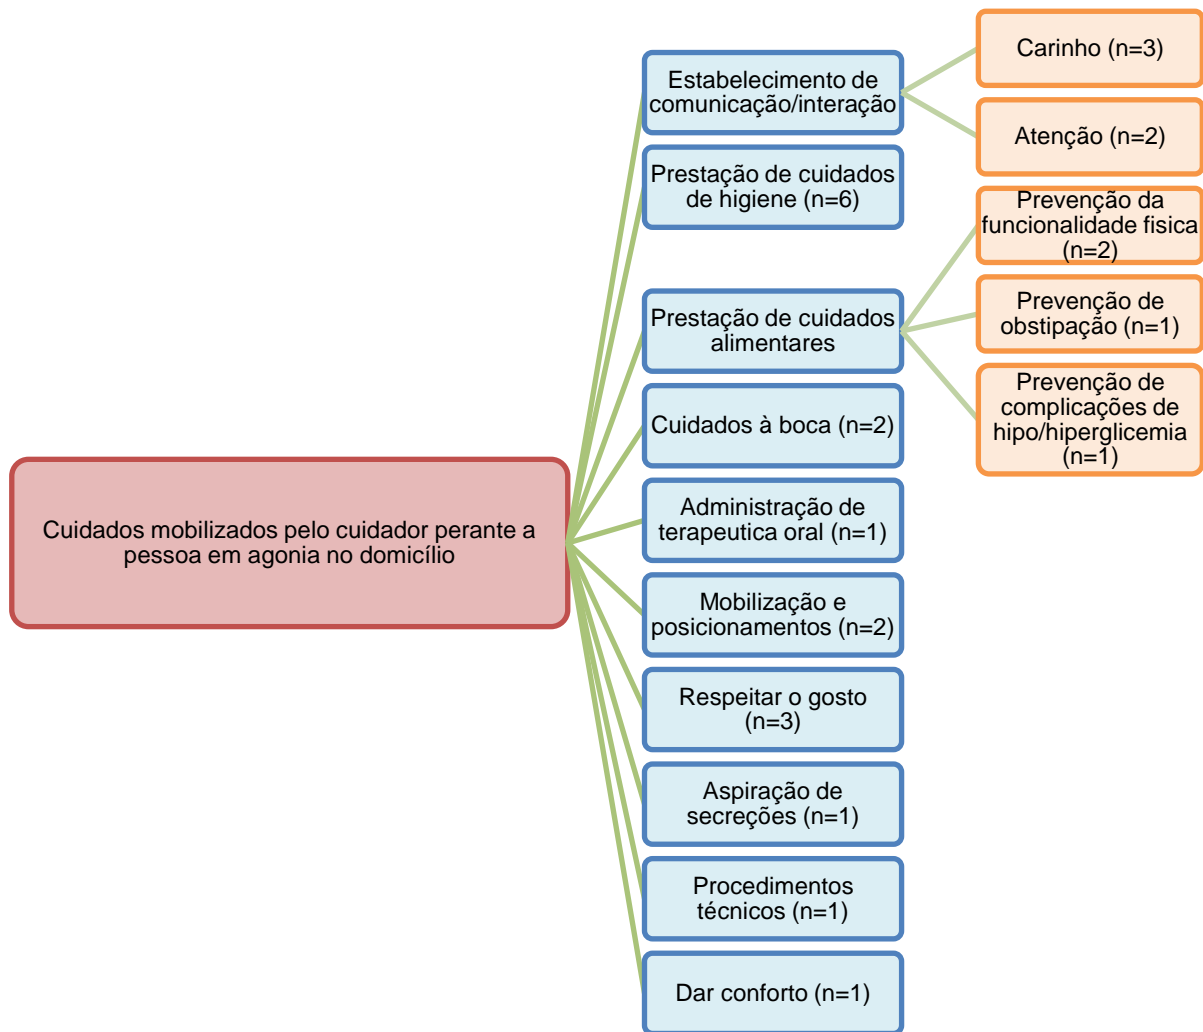 Cuidados mobilizados pelo cuidador perante a
pessoa em agonia no domicílio
Estabelecimento de
comunicação/interação
Carinho (n=3)
Atenção (n=2)
Prestação de cuidados
de higiene (n=6)
Prestação de cuidados
alimentares
Prevenção da
funcionalidade fisica
(n=2)
Prevenção de
obstipação (n=1)
Prevenção de
complicações de
hipo/hiperglicemia
(n=1)
Cuidados à boca (n=2)
Administração de
terapeutica oral (n=1)
Mobilização e
posicionamentos (n=2)
Respeitar o gosto
(n=3)
Aspiração de
secreções (n=1)
Procedimentos
técnicos (n=1)
Dar conforto (n=1)